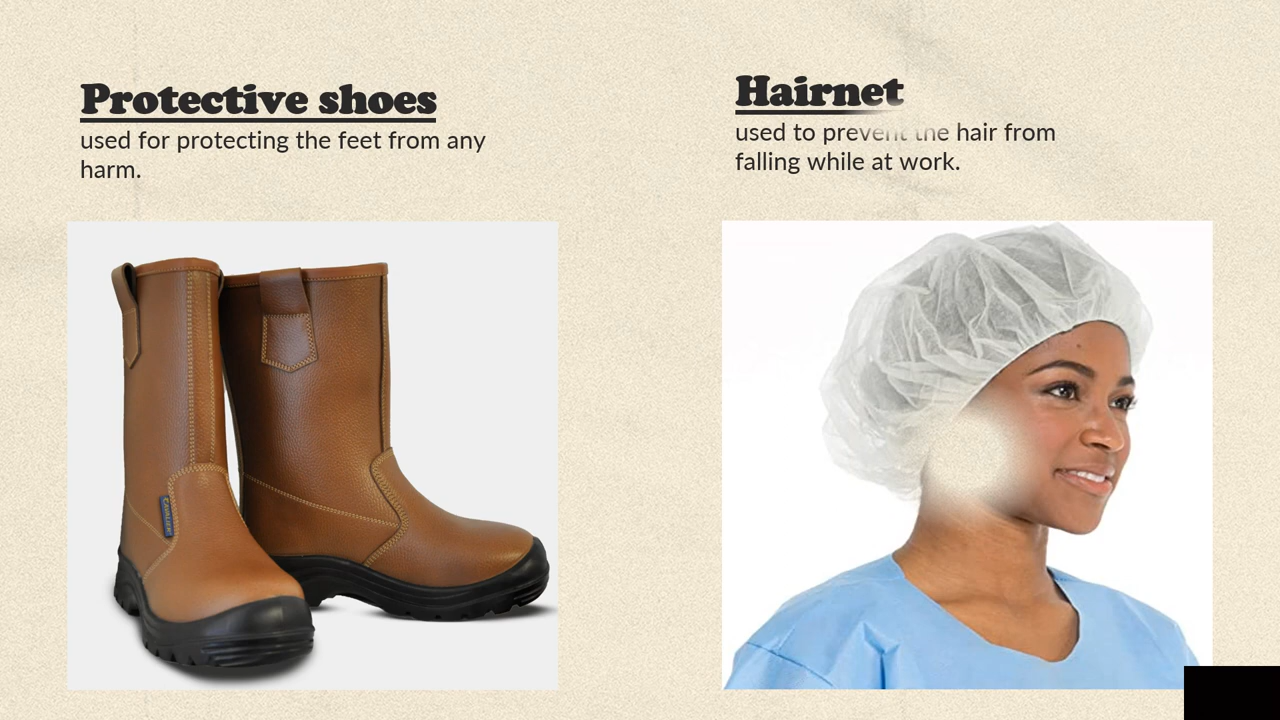 Protective shoes
used for protecting the feet from any
harm.
Hairnet
used to prevent the hair from
falling while at work.